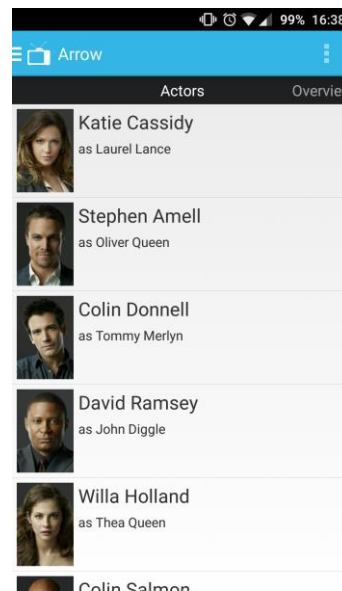 99% 16:38
Arrow
Actors Overvie
Katie Cassidy
as Laurel Lance
Stephen Amell
as Oliver Queen
Colin Donnell
as Tommy Merlyn
David Ramsey
as John Diggle
Willa Holland
as Thea Queen
Colin Salmon